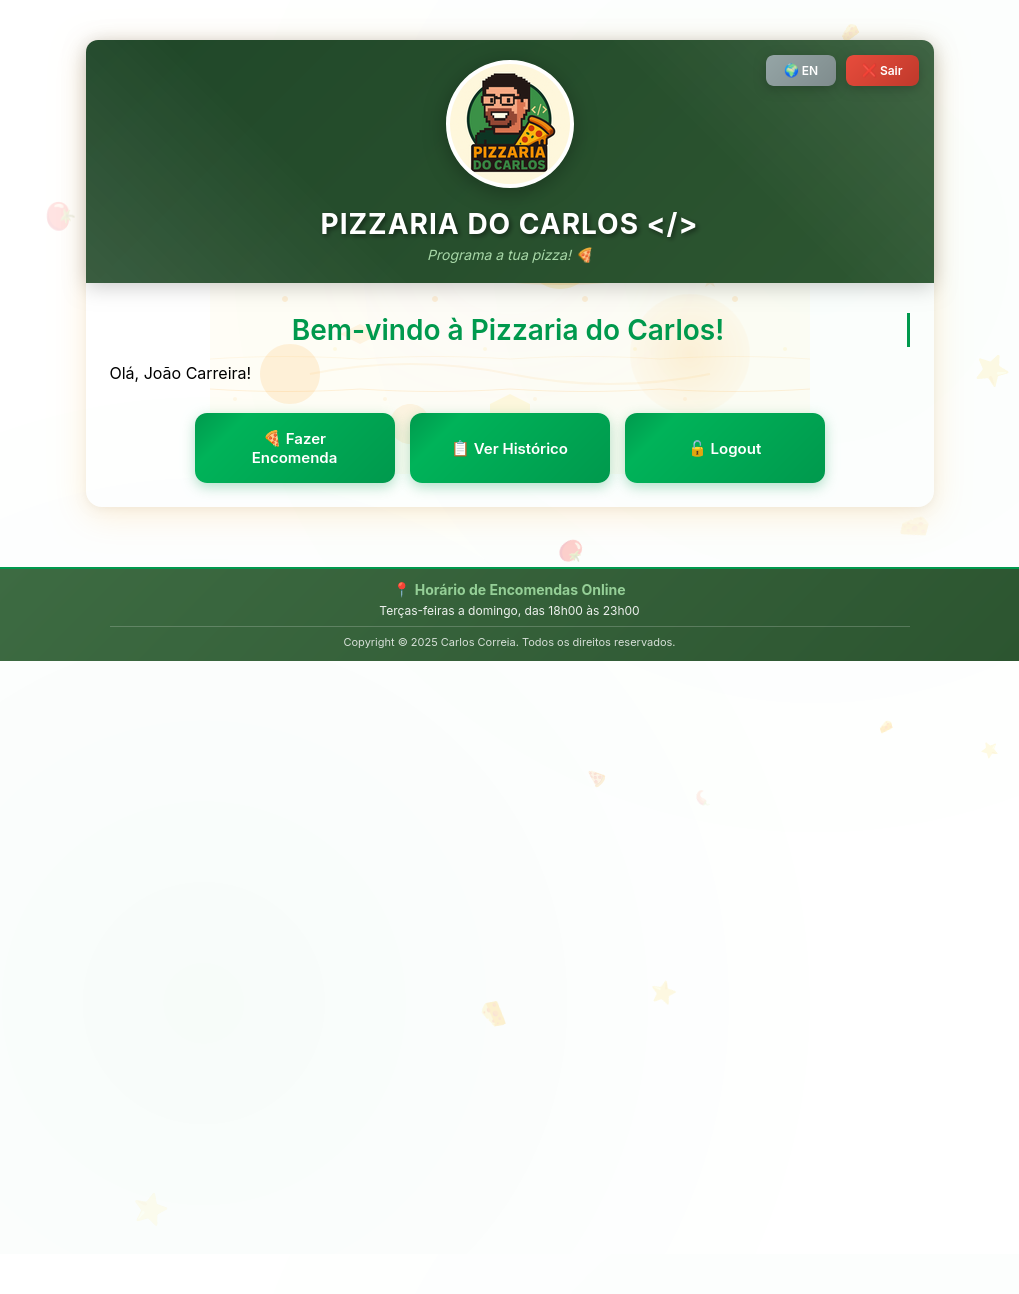 🌍 EN
❌ Sair
</>
PIZZARIA
DO CARLOS
PIZZARIA DO CARLOS </>
Programa a tua pizza! 🍕
Bem-vindo à Pizzaria do Carlos!
Olá, João Carreira!
🍕 Fazer
Encomenda
📋 Ver Histórico
🔓 Logout
📍 Horário de Encomendas Online
Terças-feiras a domingo, das 18h00 às 23h00
Copyright © 2025 Carlos Correia. Todos os direitos reservados.